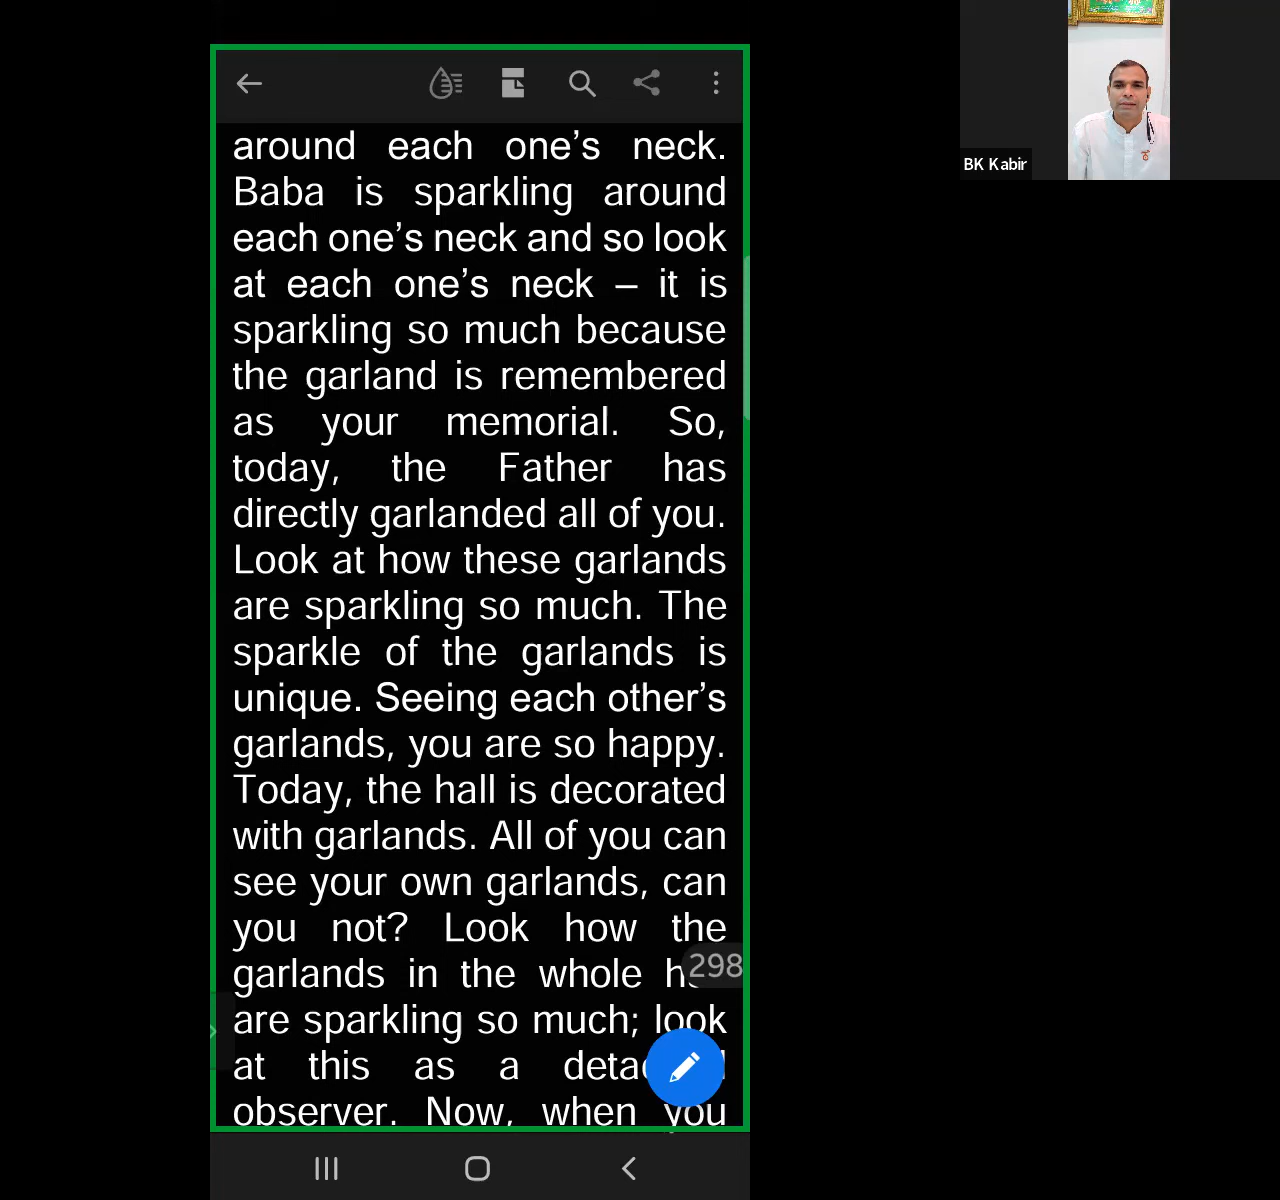 around each one's neck.
Baba is sparkling around
each one's neck and so look
at each one's neck – it is
sparkling so much because
the garland is remembered
as your memorial. So,
today, the Father has
directly garlanded all of you.
Look at how these garlands
are sparkling so much. The
sparkle of the garlands is
unique. Seeing each other's
garlands, you are so happy.
Today, the hall is decorated
with garlands. All of you can
see your own garlands, can
you not? Look how the
garlands in the whole
298
are sparkling so much; look
at this as a
observer. Now, when you
BK Kabir